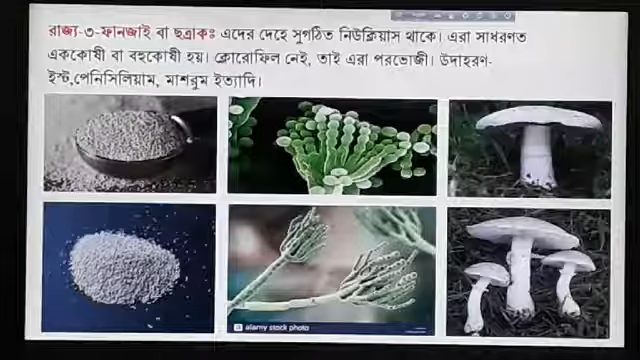 রাজ্য-৩-ফানজাই বা ছত্রাকঃ এদের দেহে সুগঠিত নিউক্লিয়াস থাকে। এরা সাধরণত
এককোষী বা বহুকোষী হয়। ক্লোরোফিল নেই, তাই এরা পরভোজী। উদাহরণ-
ইস্ট,পেনিসিলিয়াম, মাশরুম ইত্যাদি।
a alamy stock photo